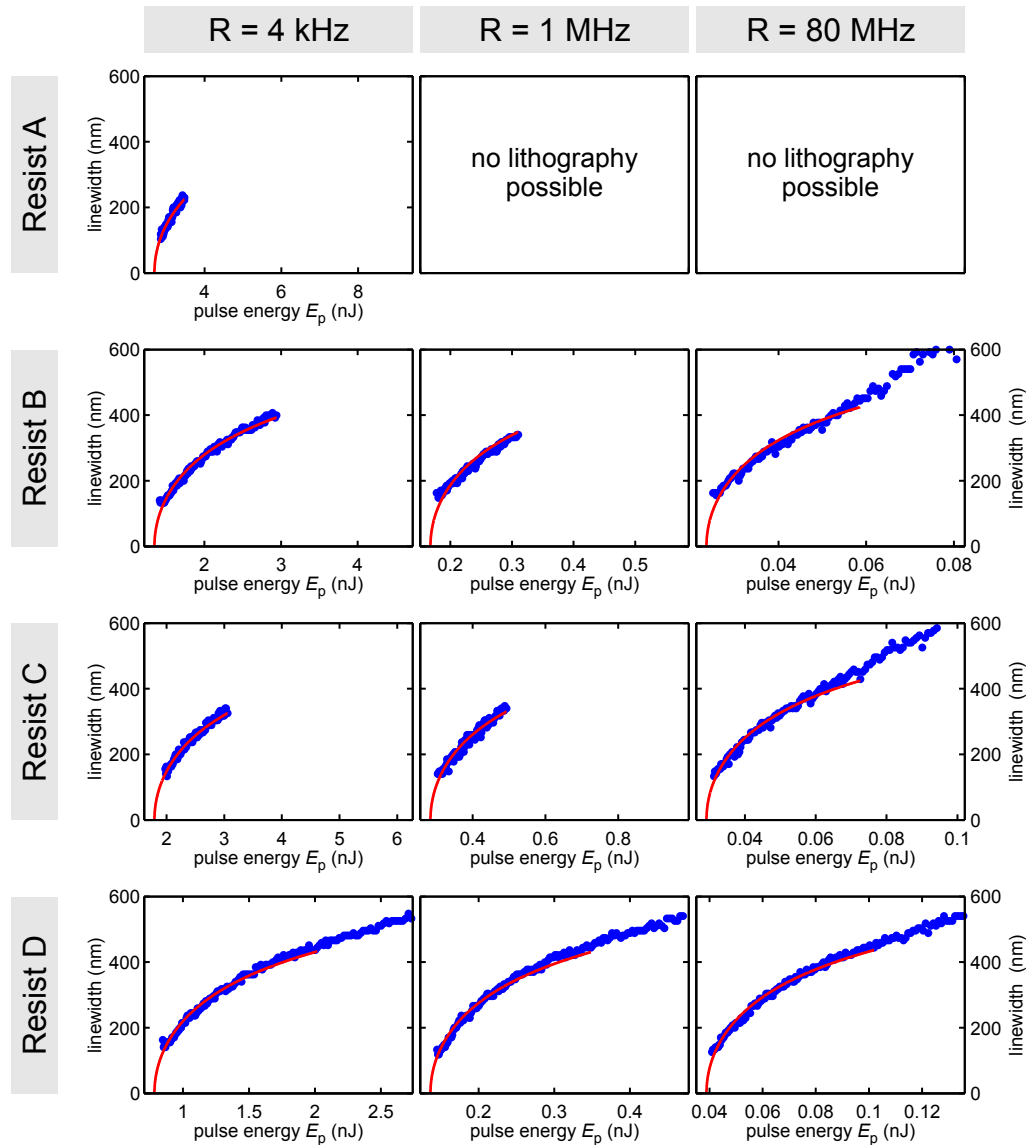 R = 4 kHz R = 1 MHz R = 80 MHz
Resist A
linewidth (nm)
600
400
200
0
4 6 8
pulse energy Ep (nJ)
no lithography
possible
no lithography
possible
Resist B
linewidth (nm)
600
400
200
0
2 3 4
pulse energy Ep (nJ)
0.2 0.3 0.4 0.5
pulse energy Ep (nJ)
0.04 0.06 0.08
pulse energy Ep (nJ)
600
400
200
0
linewidth (nm)
Resist C
linewidth (nm)
600
400
200
0
2 3 4 5 6
pulse energy Ep (nJ)
0.4 0.6 0.8
pulse energy Ep (nJ)
0.04 0.06 0.08 0.1
pulse energy Ep (nJ)
600
400
200
0
linewidth (nm)
Resist D
linewidth (nm)
600
400
200
0
1 1.5 2 2.5
pulse energy Ep (nJ)
0.2 0.3 0.4
pulse energy Ep (nJ)
0.04 0.06 0.08 0.1 0.12
pulse energy Ep (nJ)
600
400
200
0
linewidth (nm)